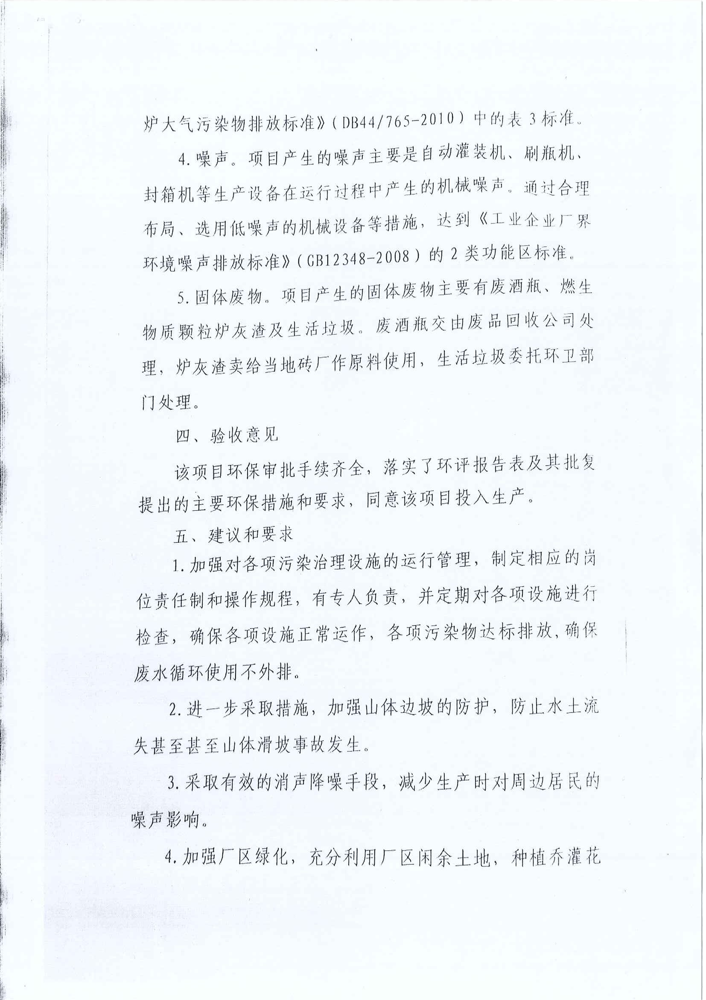 炉大气污染物排放标准》（DB44/765-2010）中的表 3 标准。
4. 噪声。项目产生的噪声主要是自动灌装机、刷瓶机、
封箱机等生产设备在运行过程中产生的机械噪声。通过合理
布局、选用低噪声的机械设备等措施，达到《工业企业厂界
环境噪声排放标准》（GB12348-2008）的 2 类功能区标准。
5. 固体废物。项目产生的固体废物主要有废酒瓶、燃生
物质颗粒炉灰渣及生活垃圾。废酒瓶交由废品回收公司处
理，炉灰渣卖给当地砖厂作原料使用，生活垃圾委托环卫部
门处理。
四、验收意见
该项目环保审批手续齐全，落实了环评报告表及其批复
提出的主要环保措施和要求，同意该项目投入生产。
五、建议和要求
1. 加强对各项污染治理设施的运行管理，制定相应的岗
位责任制和操作规程，有专人负责，并定期对各项设施进行
检查，确保各项设施正常运作，各项污染物达标排放,确保
废水循环使用不外排。
2. 进一步采取措施，加强山体边坡的防护，防止水土流
失甚至甚至山体滑坡事故发生。
3. 采取有效的消声降噪手段，减少生产时对周边居民的
噪声影响。
4. 加强厂区绿化，充分利用厂区闲余土地，种植乔灌花